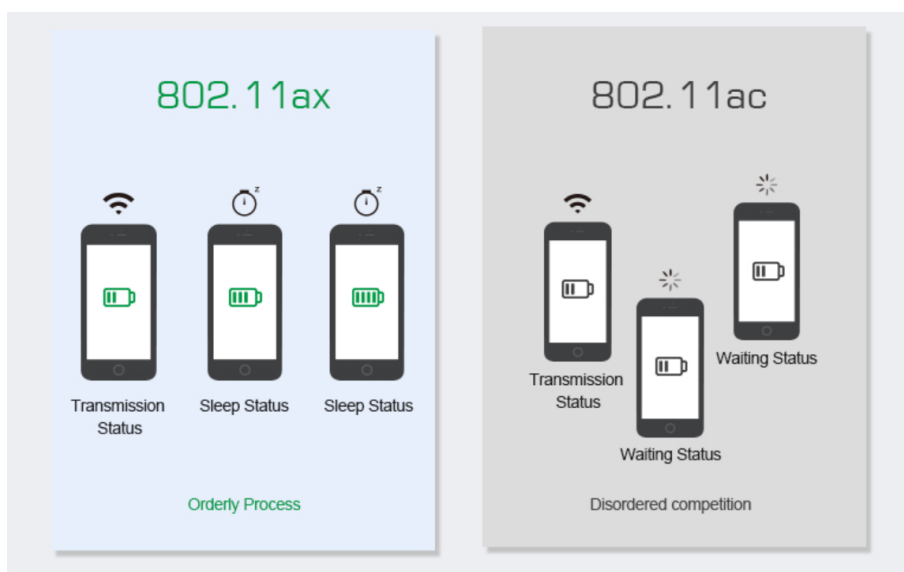 802.11ax
z
z
Transmission
Status
Sleep Status
Sleep Status
Orderly Process
802.11ac
Transmission
Status
Waiting Status
Waiting Status
Disordered competition